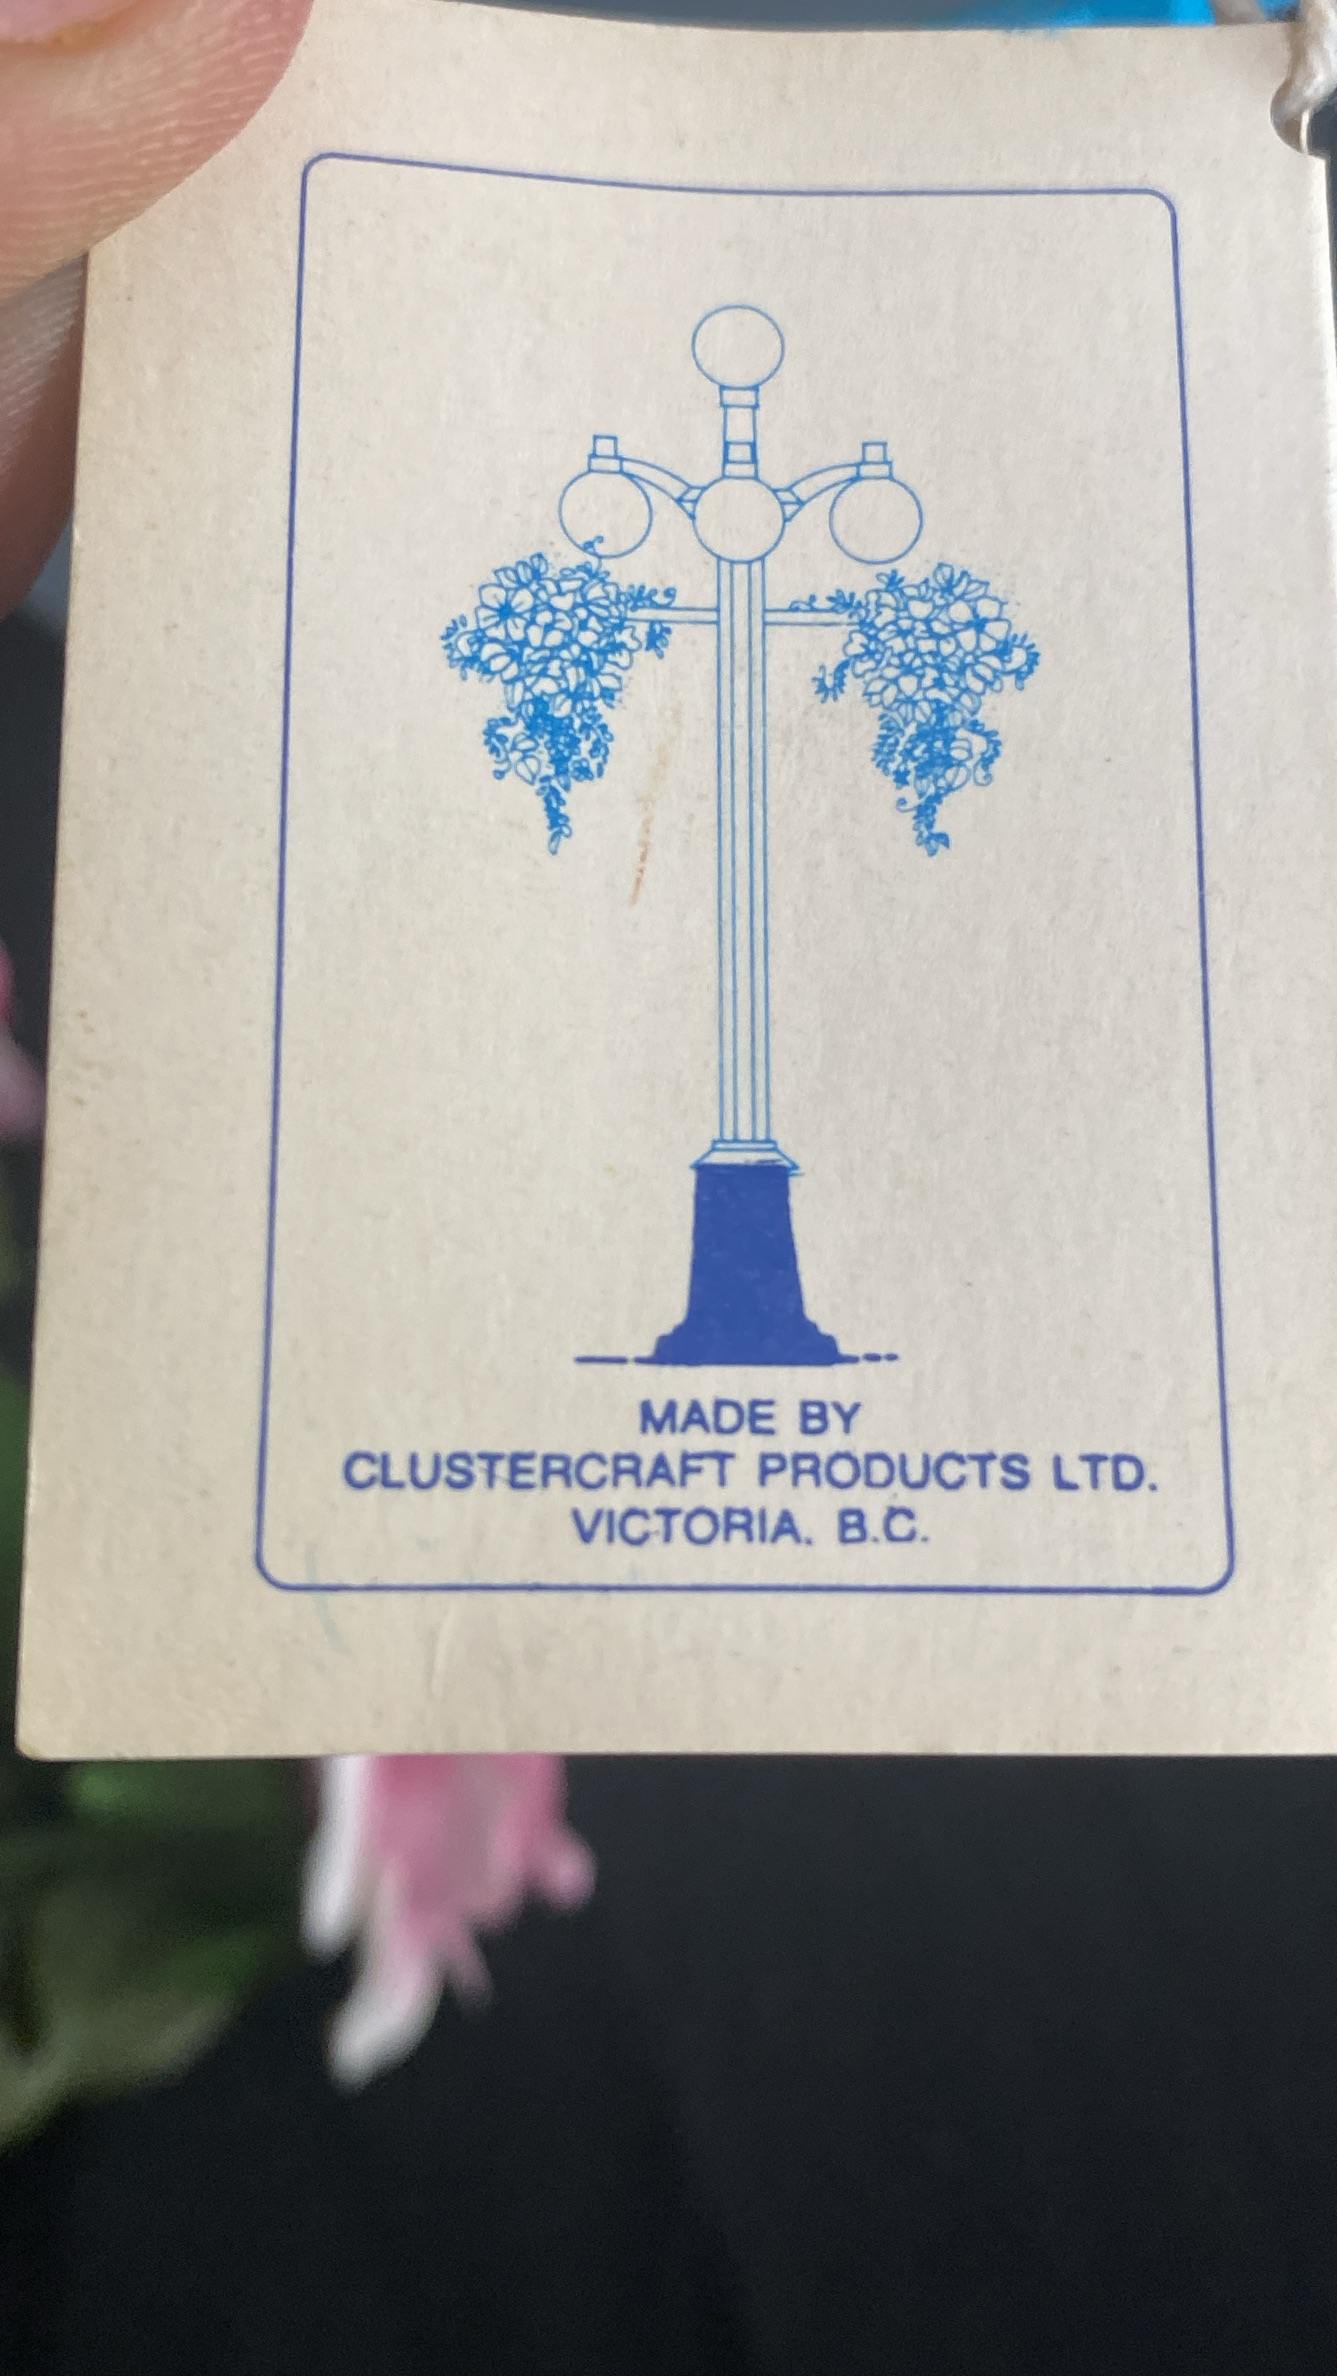 MADE BY
CLUSTERCRAFT PRODUCTS LTD.
VICTORIA. B.C.